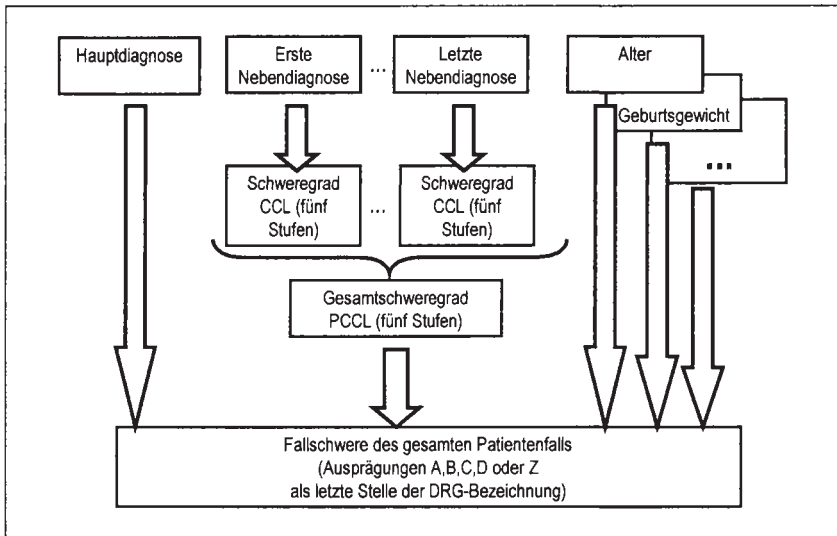 Hauptdiagnose
Erste
Nebendiagnose
...
Letzte
Nebendiagnose
Alter
Geburtsgewicht
...
Schweregrad
CCL (fünf
Stufen)
...
Schweregrad
CCL (fünf
Stufen)
Gesamtschweregrad
PCCL (fünf Stufen)
Fallschwere des gesamten Patientenfalls
(Ausprägungen A,B,C,D oder Z
als letzte Stelle der DRG-Bezeichnung)